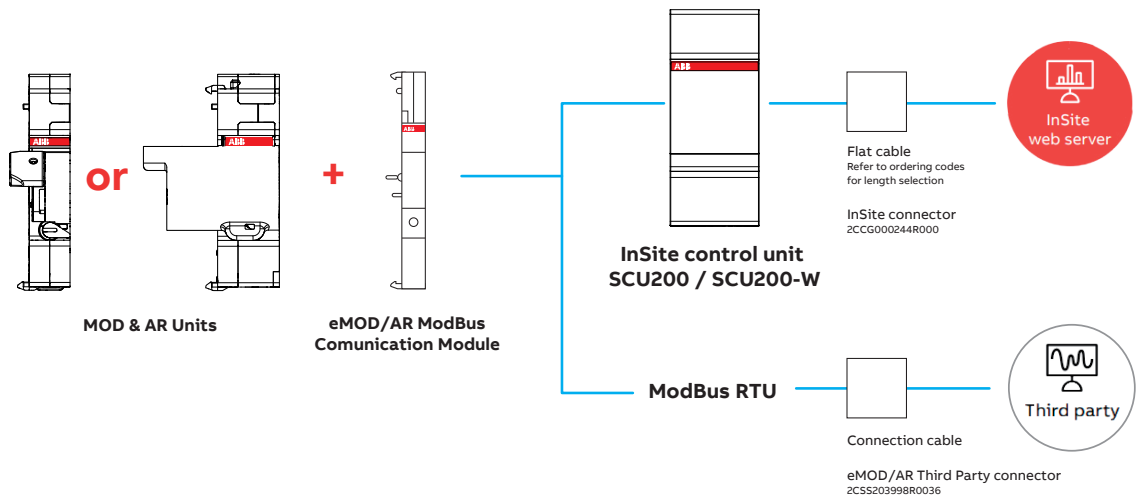 ABB
ABB
or
+
ABB
MOD & AR Units
eMOD/AR ModBus
Comunication Module
ABB
InSite control unit
SCU200 / SCU200-W
Flat cable
Refer to ordering codes
for length selection
InSite connector
2CCG000244R000
InSite
web server
ModBus RTU
Connection cable
eMOD/AR Third Party connector
2CSS203998R0036
Third party